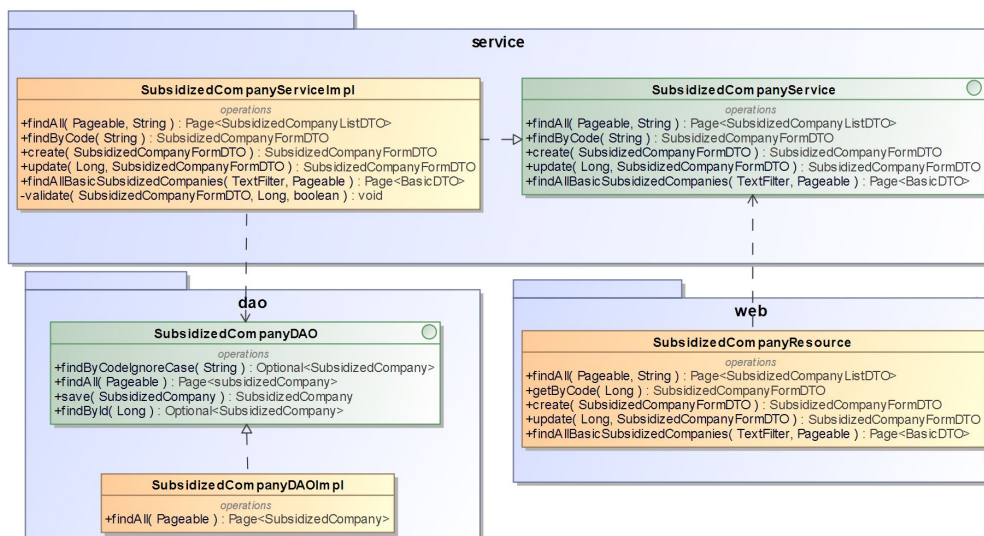 service
SubsidizedCompanyServiceImpl
operations
+findAll( Pageable, String ) : Page<SubsidizedCompanyListDTO>
+findByCode( String ) : SubsidizedCompanyFormDTO
+create( SubsidizedCompanyFormDTO ) : SubsidizedCompanyFormDTO
+update( Long, SubsidizedCompanyFormDTO ) : SubsidizedCompanyFormDTO
+findAllBasicSubsidizedCompanies( TextFilter, Pageable ) : Page<BasicDTO>
-validate( SubsidizedCompanyFormDTO, Long, boolean ) : void
SubsidizedCompanyService
operations
+findAll( Pageable, String ) : Page<SubsidizedCompanyListDTO>
+findByCode( String ) : SubsidizedCompanyFormDTO
+create( SubsidizedCompanyFormDTO ) : SubsidizedCompanyFormDTO
+update( Long, SubsidizedCompanyFormDTO ) : SubsidizedCompanyFormDTO
+findAllBasicSubsidizedCompanies( TextFilter, Pageable ) : Page<BasicDTO>
dao
SubsidizedCompanyDAO
operations
+findByCodeIgnoreCase( String ) : Optional<SubsidizedCompany>
+findAll( Pageable ) : Page<subsidizedCompany>
+save( SubsidizedCompany ) : SubsidizedCompany
+findById( Long ) : Optional<SubsidizedCompany>
SubsidizedCompanyDAOImpl
operations
+findAll( Pageable ) : Page<SubsidizedCompany>
web
SubsidizedCompanyResource
operations
+findAll( Pageable, String ) : Page<SubsidizedCompanyListDTO>
+getByCode( Long ) : SubsidizedCompanyFormDTO
+create( SubsidizedCompanyFormDTO ) : SubsidizedCompanyFormDTO
+update( Long, SubsidizedCompanyFormDTO ) : SubsidizedCompanyFormDTO
+findAllBasicSubsidizedCompanies( TextFilter, Pageable ) : Page<BasicDTO>